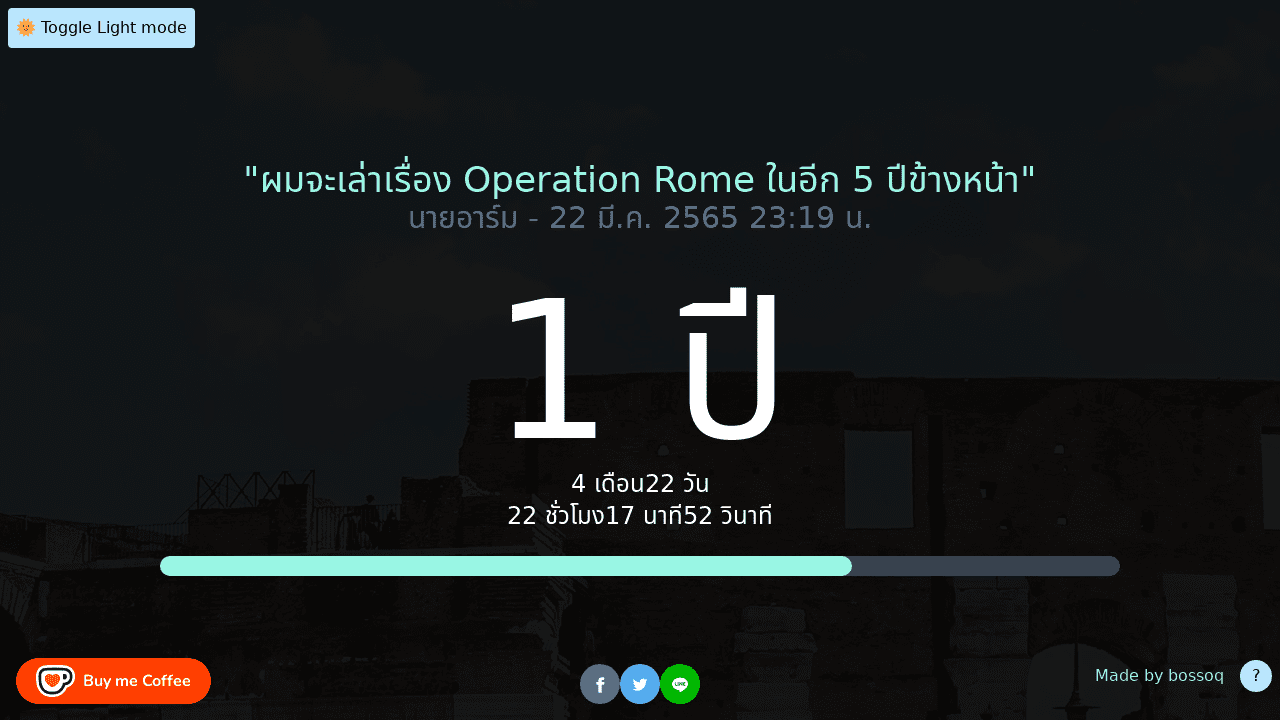 🌞 Toggle Light mode
"ผมจะเล่าเรื่อง Operation Rome ในอีก 5 ปีข้างหน้า"
นายอาร์ม - 22 มี.ค. 2565 23:19 น.
1 ปี
4 เดือน22 วัน
22 ชั่วโมง17 นาที52 วินาที
Buy me Coffee
LINE
Made by bossoq
?